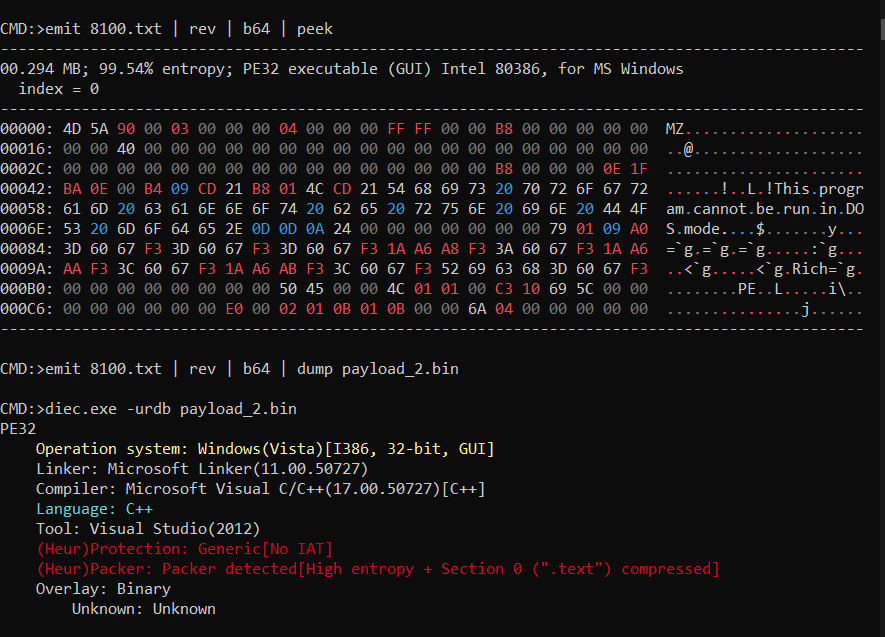 CMD:>emit 8100.txt | rev | b64 | peek
------------------------------------------------------------------------------------------------
00.294 MB; 99.54% entropy; PE32 executable (GUI) Intel 80386, for MS Windows
  index = 0
------------------------------------------------------------------------------------------------
00000: 4D 5A 90 00 03 00 00 00 04 00 00 00 FF FF 00 00 B8 00 00 00 00 00  MZ....................
00016: 00 00 40 00 00 00 00 00 00 00 00 00 00 00 00 00 00 00 00 00 00 00  ..@...................
0002C: 00 00 00 00 00 00 00 00 00 00 00 00 00 00 00 00 B8 00 00 00 0E 1F  ......................
00042: BA 0E 00 B4 09 CD 21 B8 01 4C CD 21 54 68 69 73 20 70 72 6F 67 72  ......!..L.!This.progr
00058: 61 6D 20 63 61 6E 6E 6F 74 20 62 65 20 72 75 6E 20 69 6E 20 44 4F  am.cannot.be.run.in.DO
0006E: 53 20 6D 6F 64 65 2E 0D 0D 0A 24 00 00 00 00 00 00 00 79 01 09 A0  S.mode....$.......y...
00084: 3D 60 67 F3 3D 60 67 F3 3D 60 67 F3 1A A6 A8 F3 3A 60 67 F3 1A A6  =`g.=`g.=`g.....:`g...
0009A: AA F3 3C 60 67 F3 1A A6 AB F3 3C 60 67 F3 52 69 63 68 3D 60 67 F3  ..<`g.....<`g.Rich=`g.
000B0: 00 00 00 00 00 00 00 00 50 45 00 00 4C 01 01 00 C3 10 69 5C 00 00  ........PE..L.....i\..
000C6: 00 00 00 00 00 00 E0 00 02 01 0B 01 0B 00 00 6A 04 00 00 00 00 00  ...............j......
------------------------------------------------------------------------------------------------
CMD:>emit 8100.txt | rev | b64 | dump payload_2.bin
CMD:>diec.exe -urdb payload_2.bin
PE32
    Operation system: Windows(Vista)[I386, 32-bit, GUI]
    Linker: Microsoft Linker(11.00.50727)
    Compiler: Microsoft Visual C/C++(17.00.50727)[C++]
    Language: C++
    Tool: Visual Studio(2012)
    (Heur)Protection: Generic[No IAT]
    (Heur)Packer: Packer detected[High entropy + Section 0 (".text") compressed]
    Overlay: Binary
        Unknown: Unknown